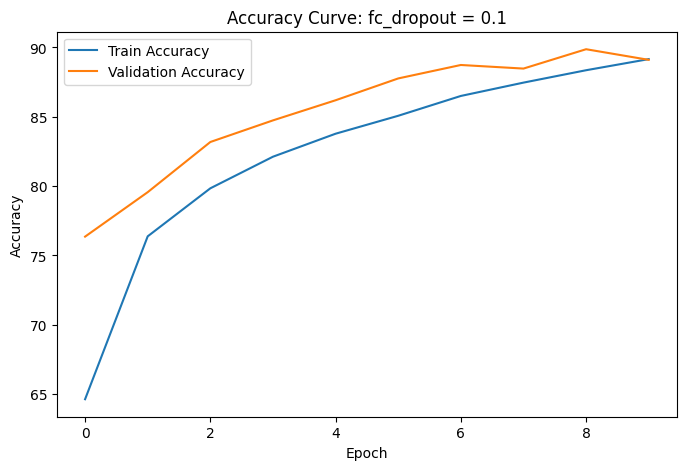 Accuracy Curve: fc_dropout = 0.1
Train Accuracy
Validation Accuracy
90
85
80
75
70
65
Accuracy
0 2 4 6 8
Epoch